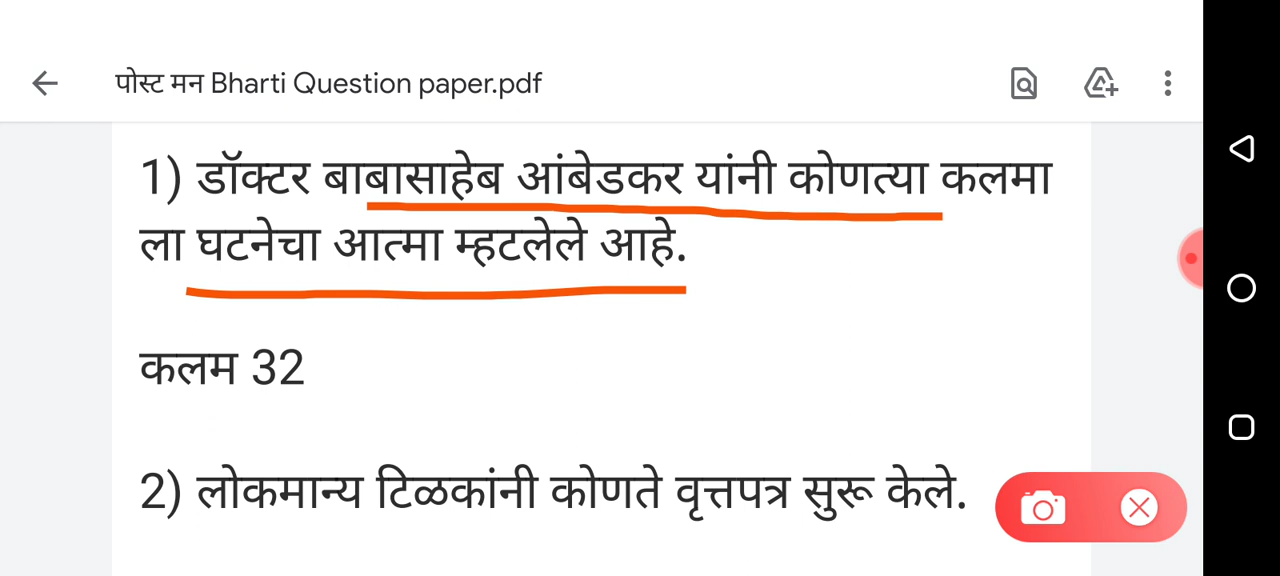 पोस्ट मन Bharti Question paper.pdf
1) डॉक्टर बाबासाहेब आंबेडकर यांनी कोणत्या कलमा
ला घटनेचा आत्मा म्हटलेले आहे.
कलम 32
2) लोकमान्य टिळकांनी कोणते वृत्तपत्र सुरू केले.